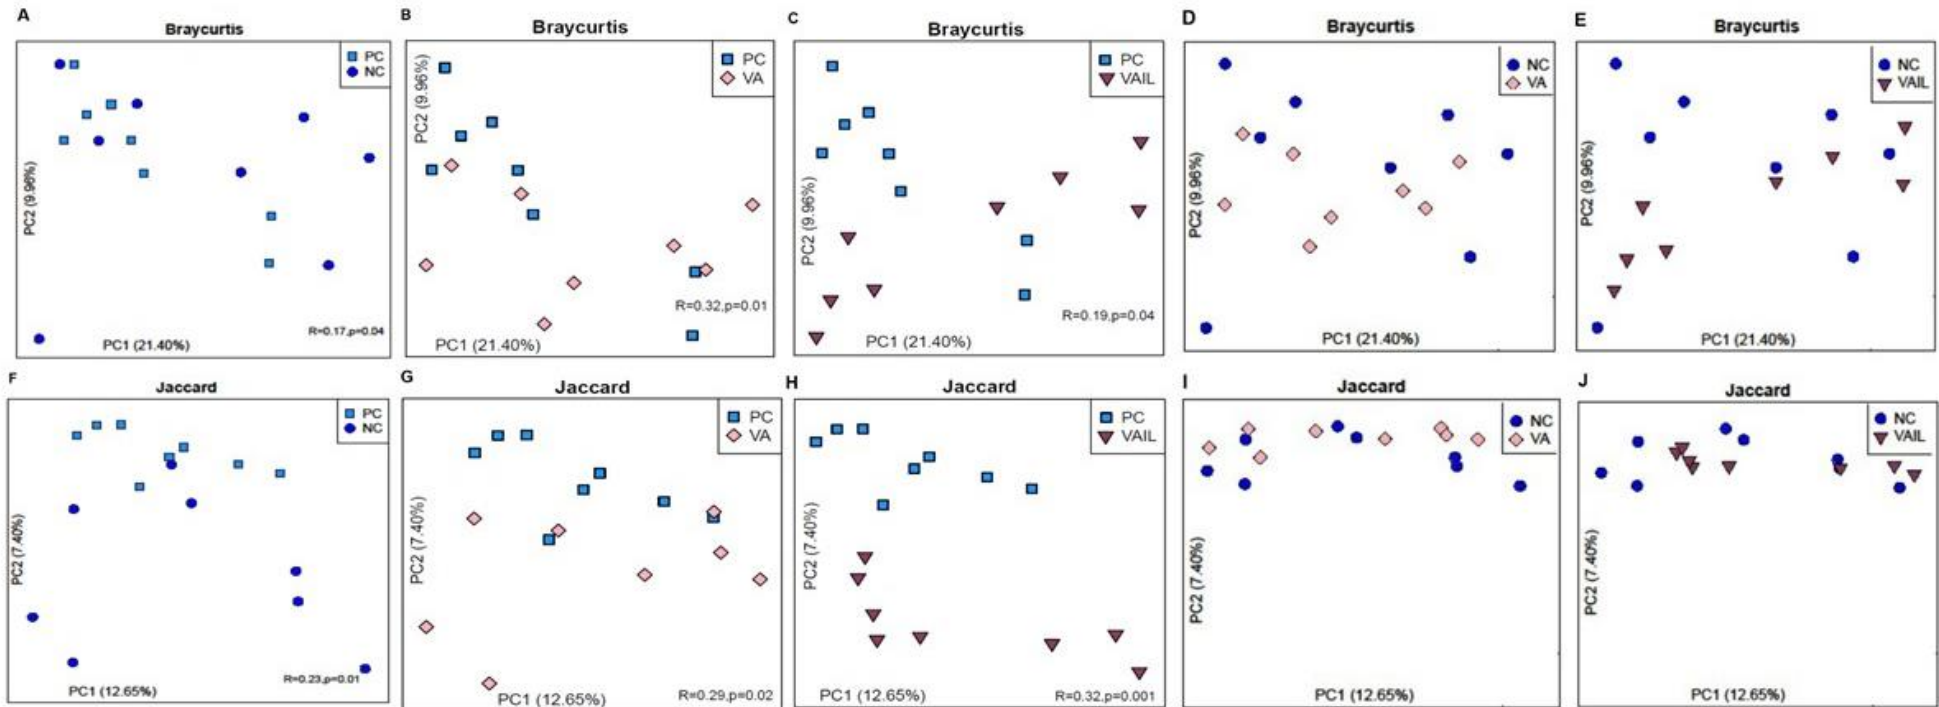 A
Braycurtis
PC
NC
PC2 (9.96%)
PC1 (21.40%)
R=0.17,p=0.04
B
Braycurtis
PC
VA
PC2 (9.96%)
R=0.32,p=0.01
PC1 (21.40%)
C
Braycurtis
PC
VAIL
PC2 (9.96%)
R=0.19,p=0.04
PC1 (21.40%)
D
Braycurtis
NC
VA
PC2 (9.96%)
PC1 (21.40%)
E
Braycurtis
NC
VAIL
PC2 (9.96%)
PC1 (21.40%)
F
Jaccard
PC
NC
PC2 (7.40%)
R=0.23,p=0.01
PC1 (12.65%)
G
Jaccard
PC
VA
PC2 (7.40%)
PC1 (12.65%)
R=0.29,p=0.02
H
Jaccard
PC
VAIL
PC2 (7.40%)
PC1 (12.65%)
R=0.32,p=0.001
I
Jaccard
NC
VA
PC2 (7.40%)
PC1 (12.65%)
J
Jaccard
NC
VAIL
PC2 (7.40%)
PC1 (12.65%)